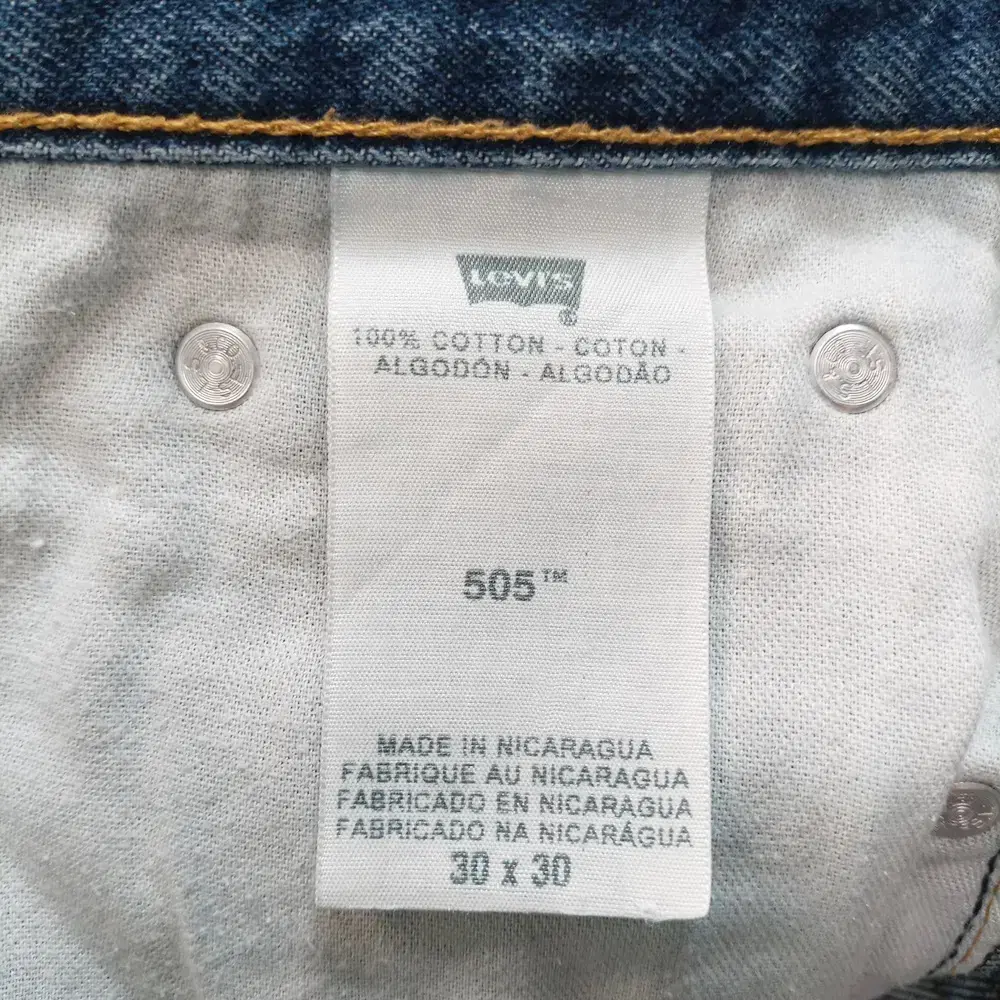 LEVI'S
®
100% COTTON - COTON -
ALGODÓN - ALGODÃO
505™
MADE IN NICARAGUA
FABRIQUE AU NICARAGUA
FABRICADO EN NICARAGUA
FABRICADO NA NICARÁGUA
30 x 30